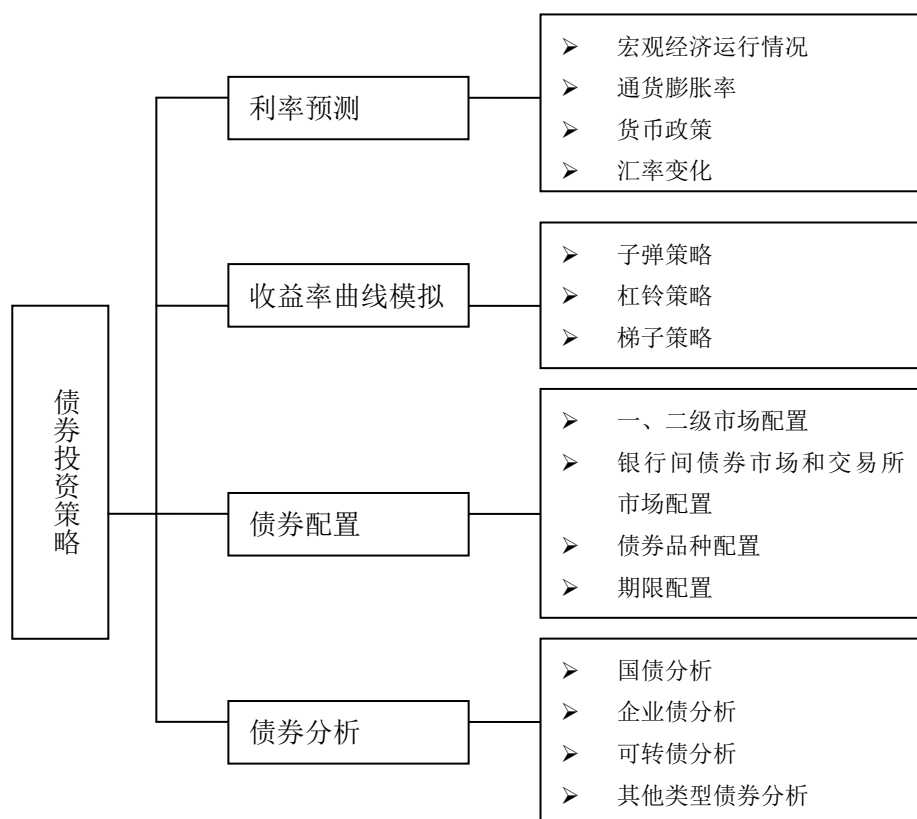 债券投资策略
利率预测
➢ 宏观经济运行情况
➢ 通货膨胀率
➢ 货币政策
➢ 汇率变化
收益率曲线模拟
➢ 子弹策略
➢ 杠铃策略
➢ 梯子策略
债券配置
➢ 一、二级市场配置
➢ 银行间债券市场和交易所
市场配置
➢ 债券品种配置
➢ 期限配置
债券分析
➢ 国债分析
➢ 企业债分析
➢ 可转债分析
➢ 其他类型债券分析